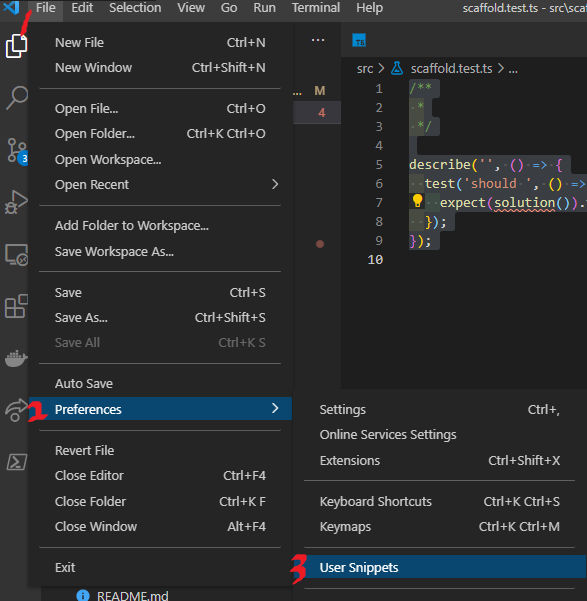 File Edit Selection View Go Run Terminal Help scaffold.test.ts - src\scaf
1
New File Ctrl+N
New Window Ctrl+Shift+N
Open File... Ctrl+O
Open Folder... Ctrl+K Ctrl+O
Open Workspace...
Open Recent
Add Folder to Workspace...
Save Workspace As...
Save Ctrl+S
Save As... Ctrl+Shift+S
Save All Ctrl+K S
Auto Save
2 Preferences
Revert File
Close Editor Ctrl+F4
Close Folder Ctrl+K F
Close Window Alt+F4
Exit
3
... M
4
TS
src > scaffold.test.ts > ...
1 /**
2 *
3 */
4
5 describe('', () => {
6 test('should ', () =>
7 expect(solution()).
8 });
9 });
10
Settings Ctrl+,
Online Services Settings
Extensions Ctrl+Shift+X
Keyboard Shortcuts Ctrl+K Ctrl+S
Keymaps Ctrl+K Ctrl+M
3 User Snippets
README.md